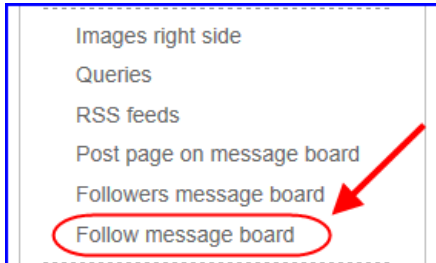 Images right side
Queries
RSS feeds
Post page on message board
Followers message board
Follow message board